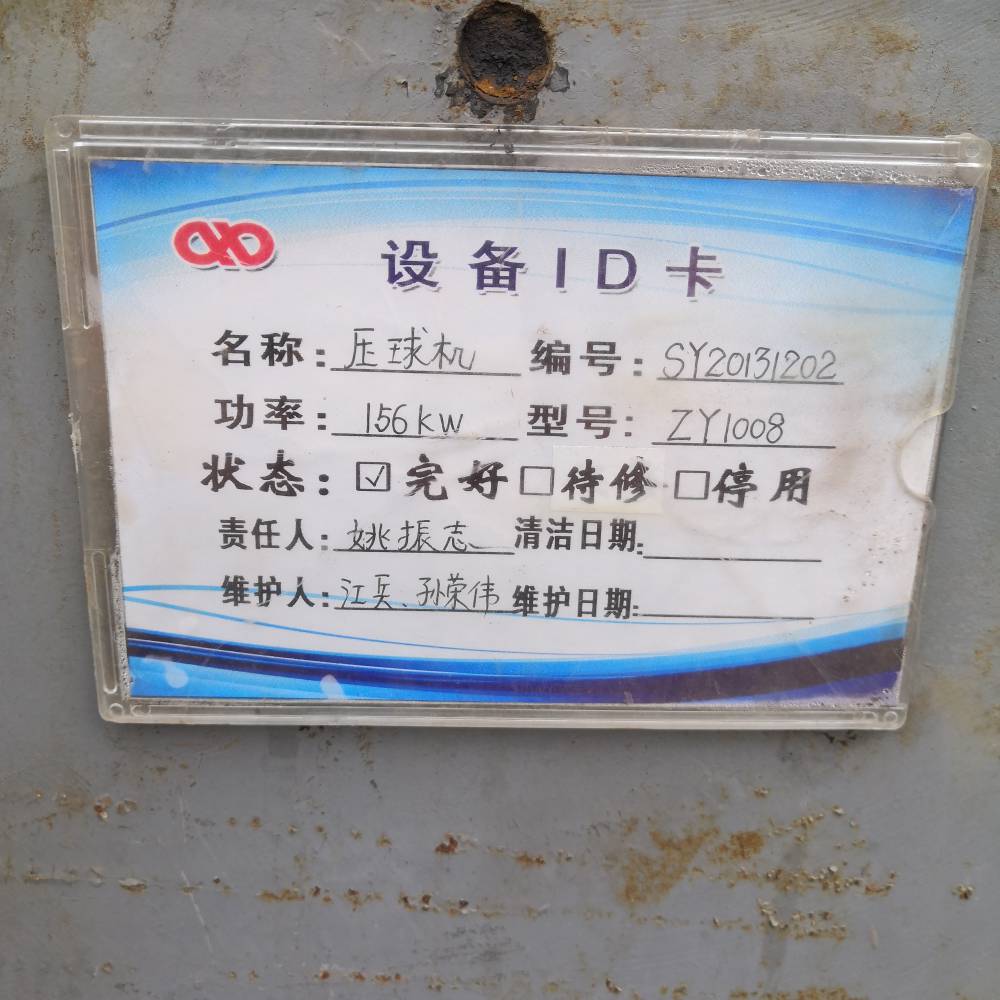 设备ID卡
名称：压球机 编号：SY20131202
功率：156KW 型号：ZY1008
状态：☑完好□待修□停用
责任人：姚振志 清洁日期：
维护人：江兵、孙荣伟 维护日期：